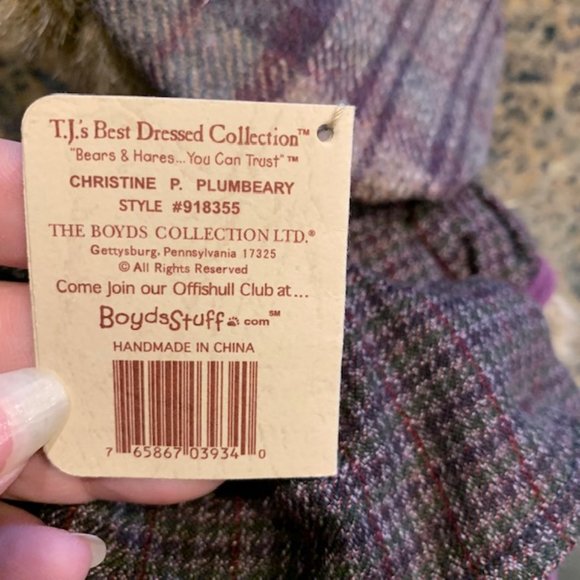 T.J.'s Best Dressed Collection™
"Bears & Hares...You Can Trust"™
CHRISTINE P. PLUMBEARY
STYLE #918355
THE BOYDS COLLECTION LTD.®
Gettysburg, Pennsylvania 17325
© All Rights Reserved
Come Join our Offishull Club at...
BoydsStuff.com℠
HANDMADE IN CHINA
7 65867 03934 0